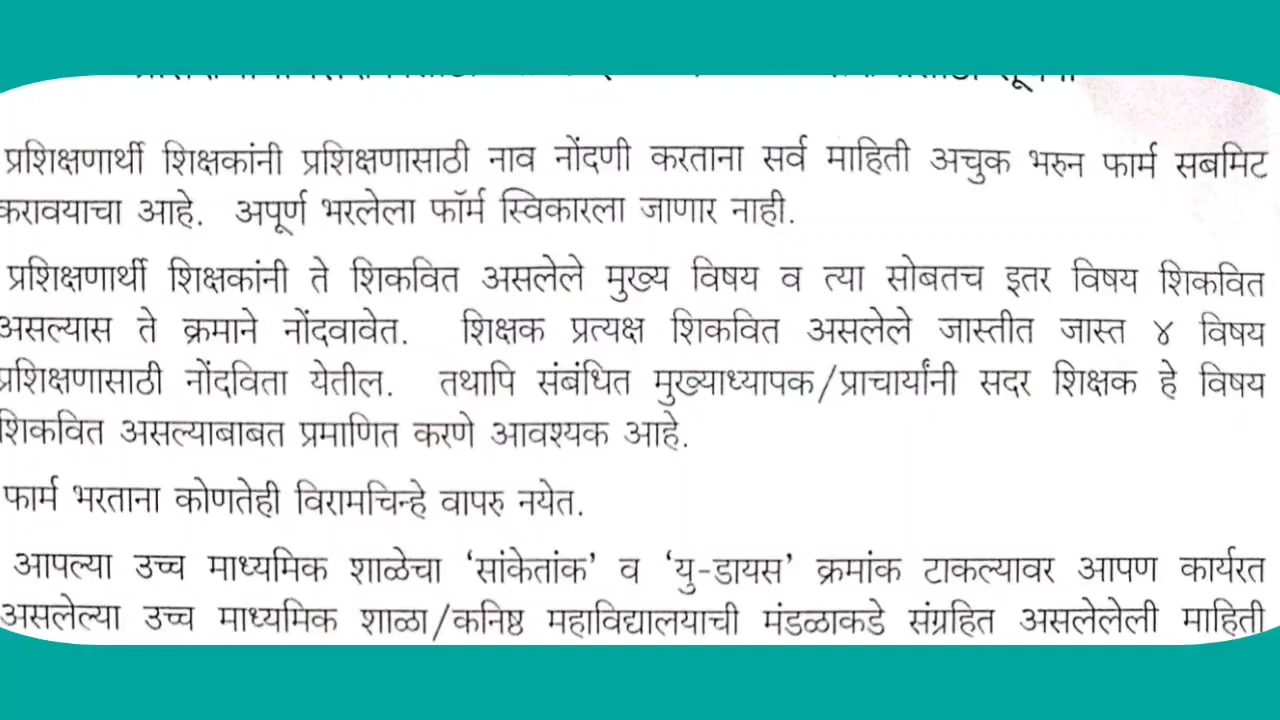 प्रशिक्षणार्थी शिक्षकांनी प्रशिक्षणासाठी नाव नोंदणी करताना सर्व माहिती अचुक भरुन फार्म सबमिट
करावयाचा आहे. अपूर्ण भरलेला फॉर्म स्विकारला जाणार नाही.
प्रशिक्षणार्थी शिक्षकांनी ते शिकवित असलेले मुख्य विषय व त्या सोबतच इतर विषय शिकवित
असल्यास ते क्रमाने नोंदवावेत. शिक्षक प्रत्यक्ष शिकवित असलेले जास्तीत जास्त ४ विषय
प्रशिक्षणासाठी नोंदविता येतील. तथापि संबंधित मुख्याध्यापक/प्राचार्यांनी सदर शिक्षक हे विषय
शिकवित असल्याबाबत प्रमाणित करणे आवश्यक आहे.
फार्म भरताना कोणतेही विरामचिन्हे वापरु नयेत.
आपल्या उच्च माध्यमिक शाळेचा ‘सांकेतांक’ व ‘यु-डायस’ क्रमांक टाकल्यावर आपण कार्यरत
असलेल्या उच्च माध्यमिक शाळा/कनिष्ठ महाविद्यालयाची मंडळाकडे संग्रहित असलेलेली माहिती